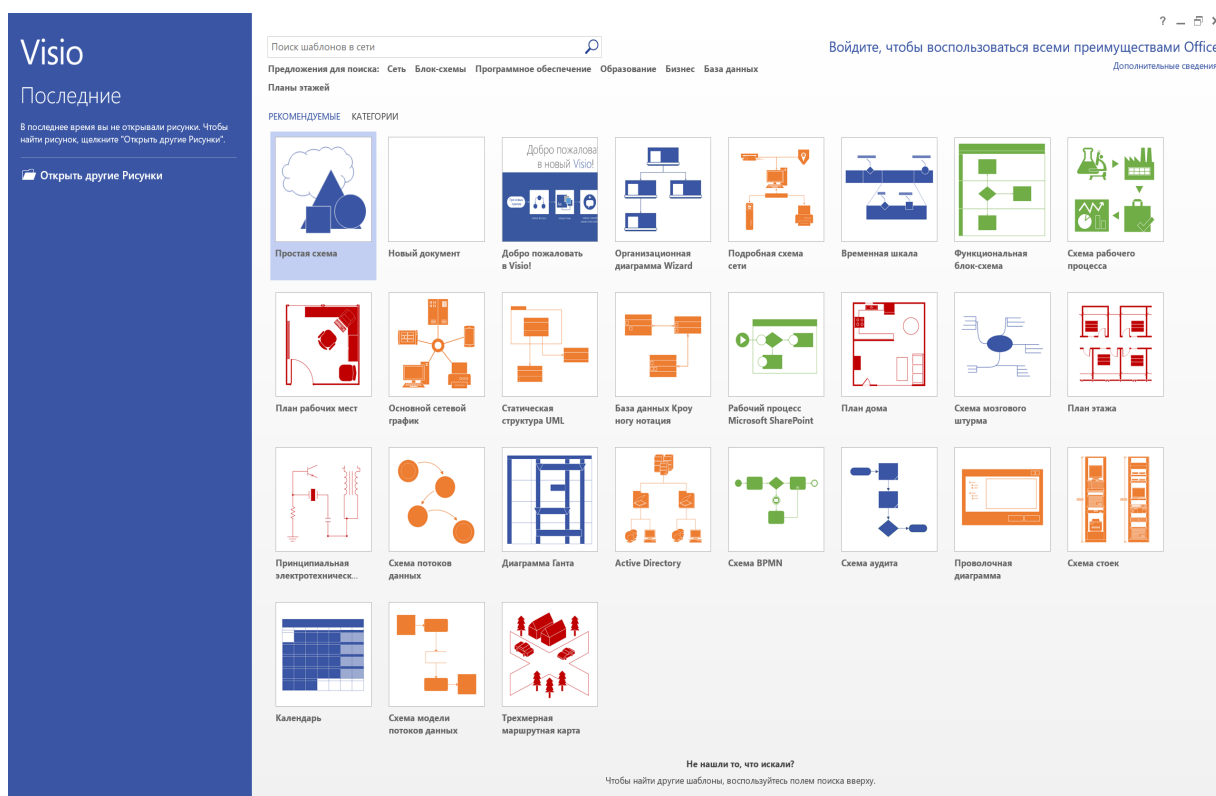 ?
Visio
Последние
В последнее время вы не открывали рисунки. Чтобы
найти рисунок, щелкните "Открыть другие Рисунки".
Открыть другие Рисунки
Поиск шаблонов в сети
Войдите, чтобы воспользоваться всеми преимуществами Office
Дополнительные сведения
Предложения для поиска: Сеть Блок-схемы Программное обеспечение Образование Бизнес База данных
Планы этажей
РЕКОМЕНДУЕМЫЕ КАТЕГОРИИ
Добро пожалова
в новый Visio!
Простая схема
Новый документ
Добро пожаловать
в Visio!
Организационная
диаграмма Wizard
Подробная схема
сети
Временная шкала
Функциональная
блок-схема
Схема рабочего
процесса
План рабочих мест
Основной сетевой
график
Статическая
структура UML
База данных Кроу
ногу нотация
Рабочий процесс
Microsoft SharePoint
План дома
Схема мозгового
штурма
План этажа
Принципиальная
электротехническ...
Схема потоков
данных
Диаграмма Ганта
Active Directory
Схема BPMN
Схема аудита
Проволочная
диаграмма
Схема стоек
Календарь
Схема модели
потоков данных
Трехмерная
маршрутная карта
Не нашли то, что искали?
Чтобы найти другие шаблоны, воспользуйтесь полем поиска вверху.